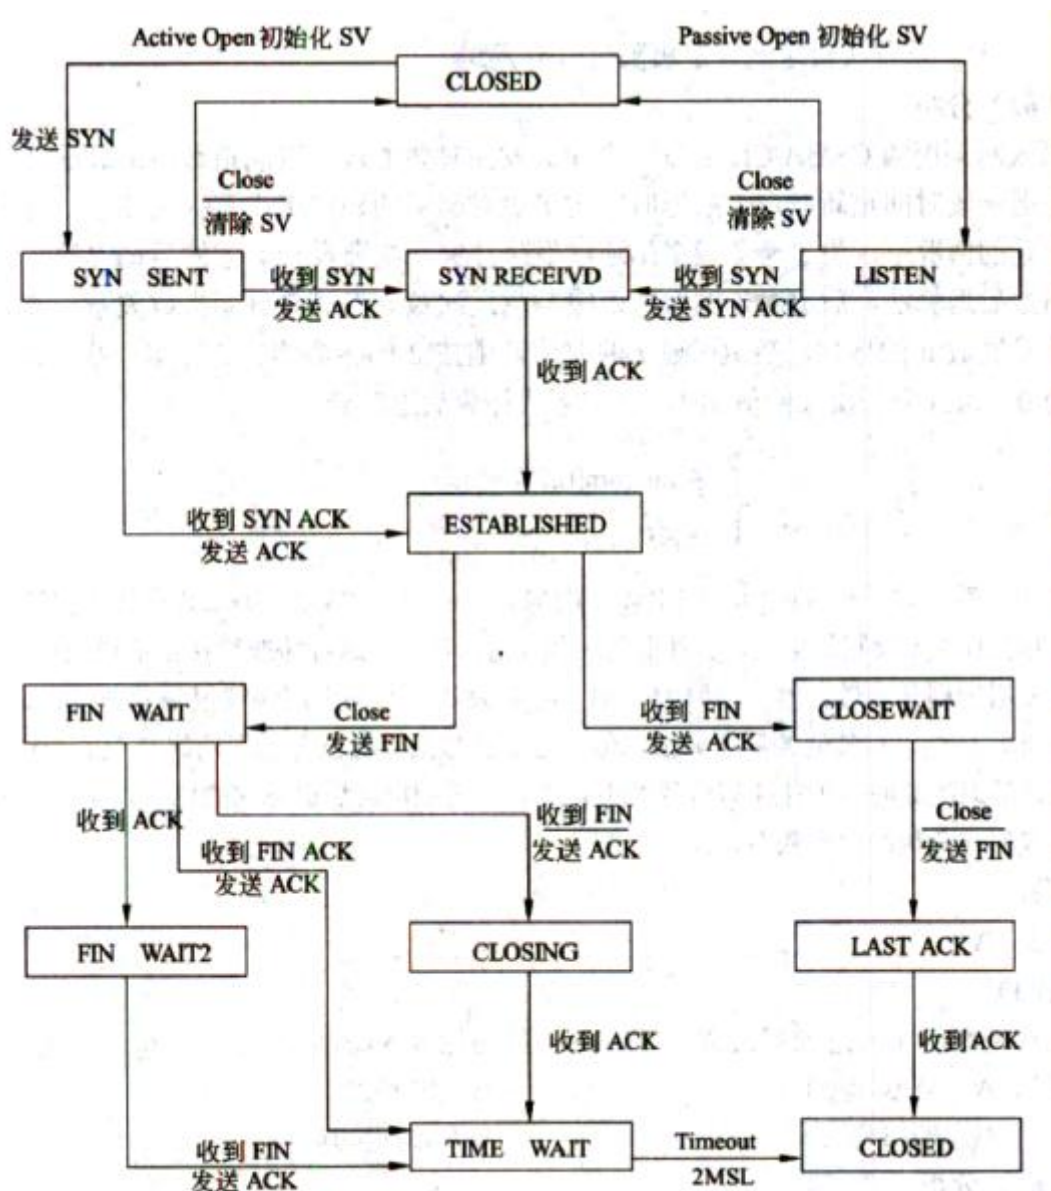 Active Open 初始化 SV
Passive Open 初始化 SV
CLOSED
发送 SYN
Close
清除 SV
Close
清除 SV
SYN SENT
收到 SYN
发送 ACK
SYN RECEIVD
收到 SYN
发送 SYN ACK
LISTEN
收到 ACK
收到 SYN ACK
发送 ACK
ESTABLISHED
FIN WAIT
Close
发送 FIN
收到 FIN
发送 ACK
CLOSEWAIT
收到 ACK
收到 FIN ACK
发送 ACK
收到 FIN
发送 ACK
Close
发送 FIN
FIN WAIT2
CLOSING
LAST ACK
收到 ACK
收到 ACK
收到 FIN
发送 ACK
TIME WAIT
Timeout
2MSL
CLOSED